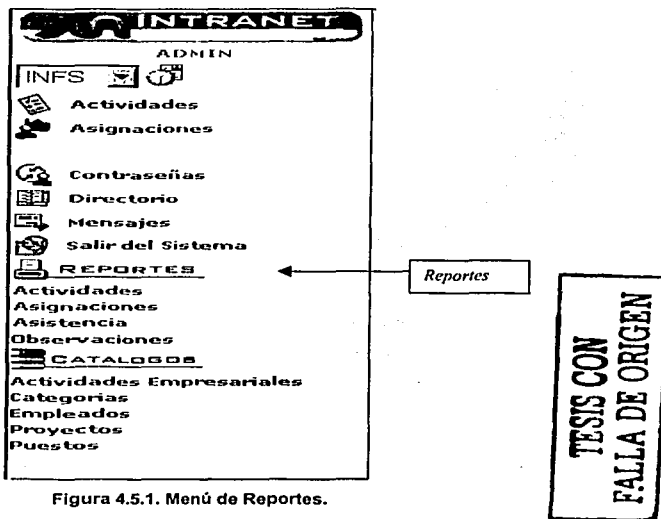 INTRANET
ADMIN
INFS
Actividades
Asignaciones
Contraseñas
Directorio
Mensajes
Salir del Sistema
REPORTES
Actividades
Asignaciones
Asistencia
Observaciones
CATALOGOS
Actividades Empresariales
Categorias
Empleados
Proyectos
Puestos
Reportes
TESIS CON
FALLA DE ORIGEN
Figura 4.5.1. Menú de Reportes.